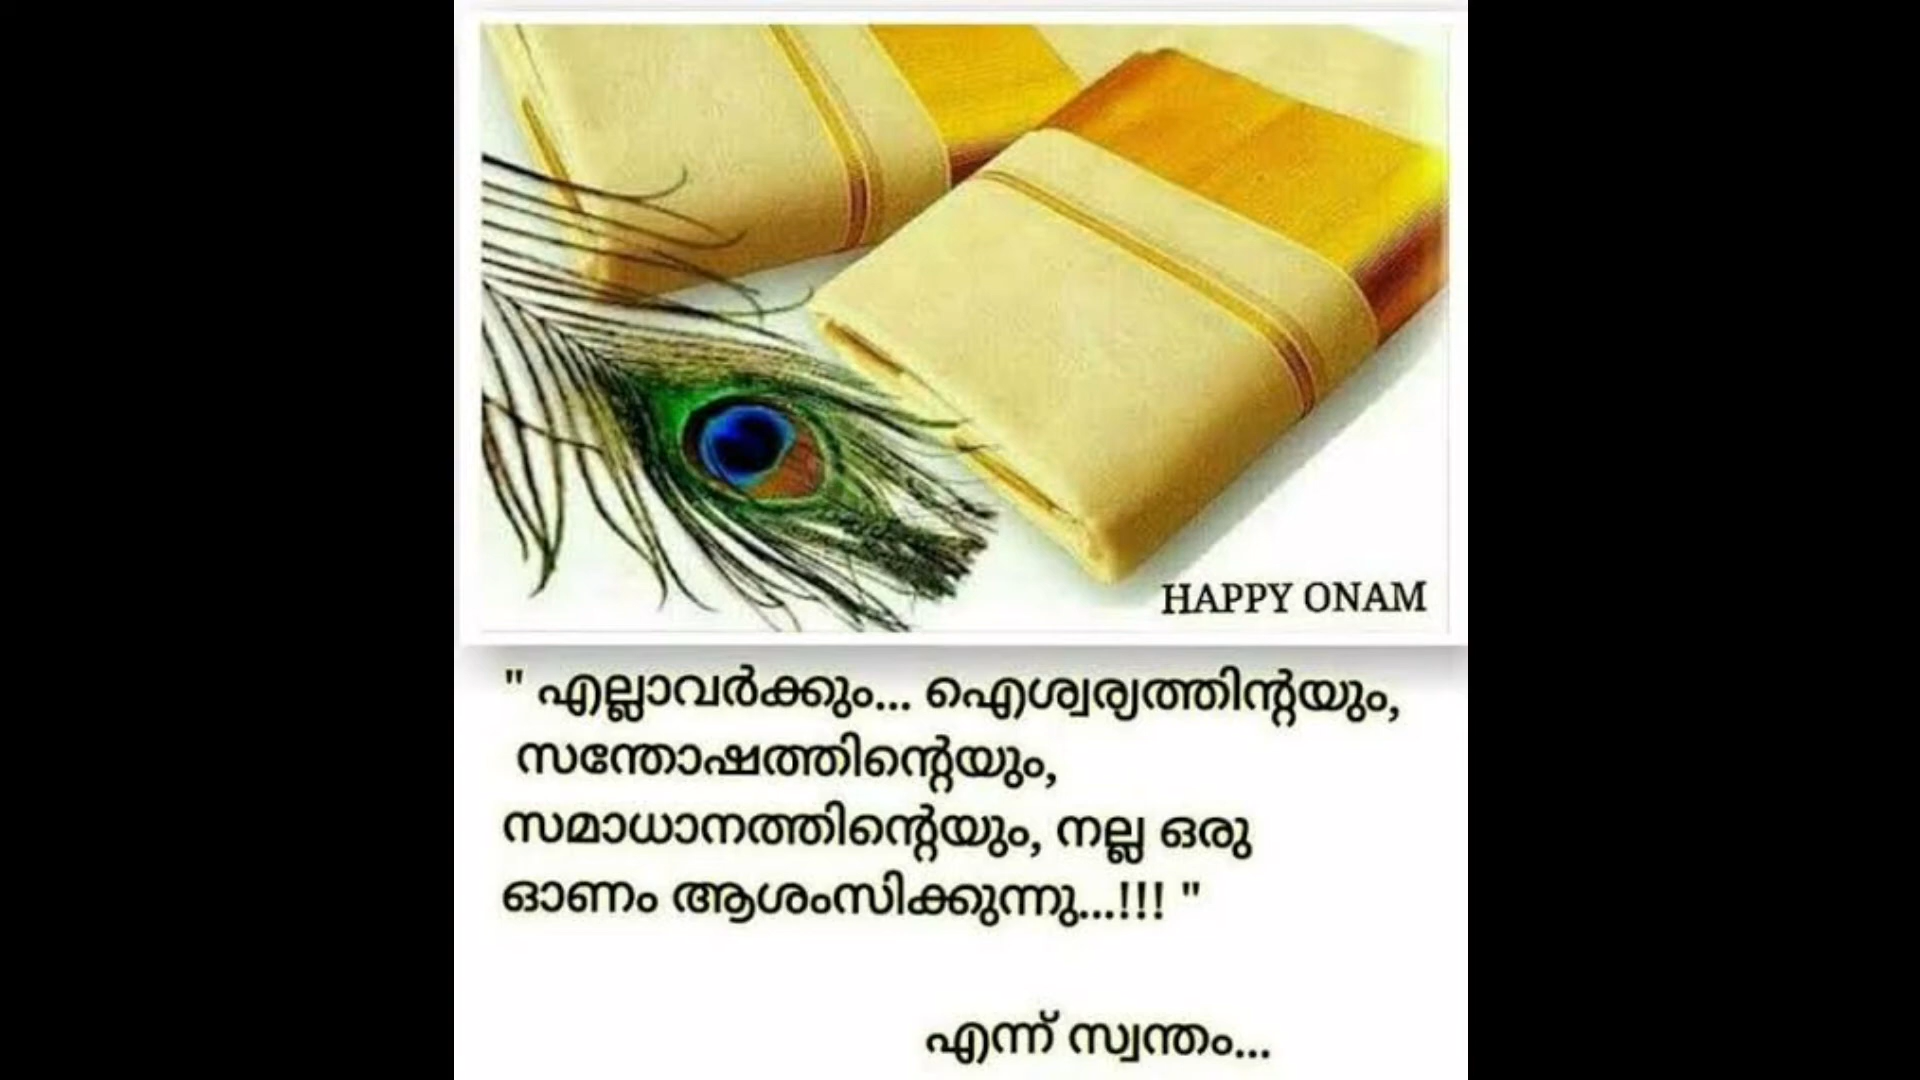 HAPPY ONAM
" എല്ലാവർക്കും... ഐശ്വര്യത്തിന്റയും,
സന്തോഷത്തിന്റെയും,
സമാധാനത്തിന്റെയും, നല്ല ഒരു
ഓണം ആശംസിക്കുന്നു...!!! "
എന്ന് സ്വന്തം...